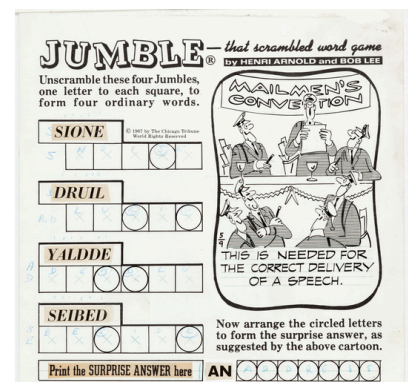 JUMBLE® — that scrambled word game
by HENRI ARNOLD and BOB LEE
Unscramble these four Jumbles,
one letter to each square, to
form four ordinary words.
SIONE
© 1967 by The Chicago Tribune
World Rights Reserved
DRUIL
YALDDE
SEIBED
MAILMEN'S
CONVENTION
THIS IS NEEDED FOR
THE CORRECT DELIVERY
OF A SPEECH.
Now arrange the circled letters
to form the surprise answer, as
suggested by the above cartoon.
Print the SURPRISE ANSWER here AN